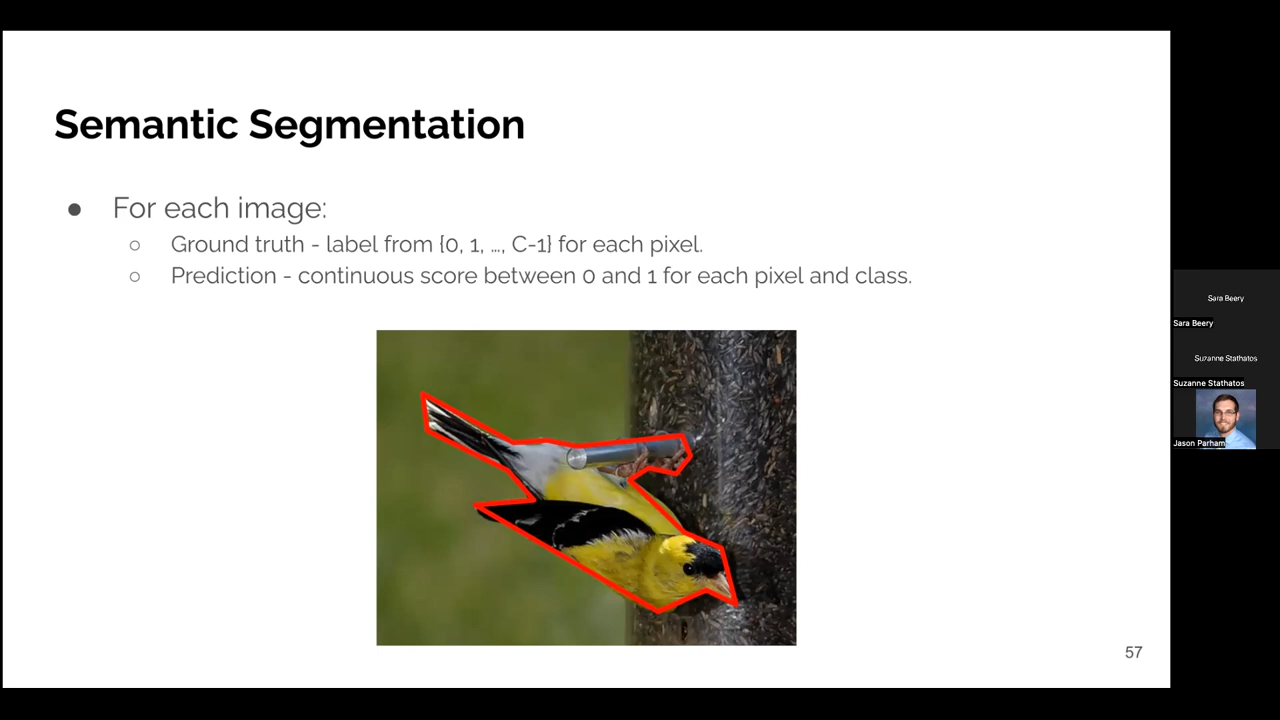 Semantic Segmentation
● For each image:
○ Ground truth - label from {0, 1, …, C-1} for each pixel.
○ Prediction - continuous score between 0 and 1 for each pixel and class.
57
Sara Beery
Sara Beery
Suzanne Stathatos
Suzanne Stathatos
Jason Parham